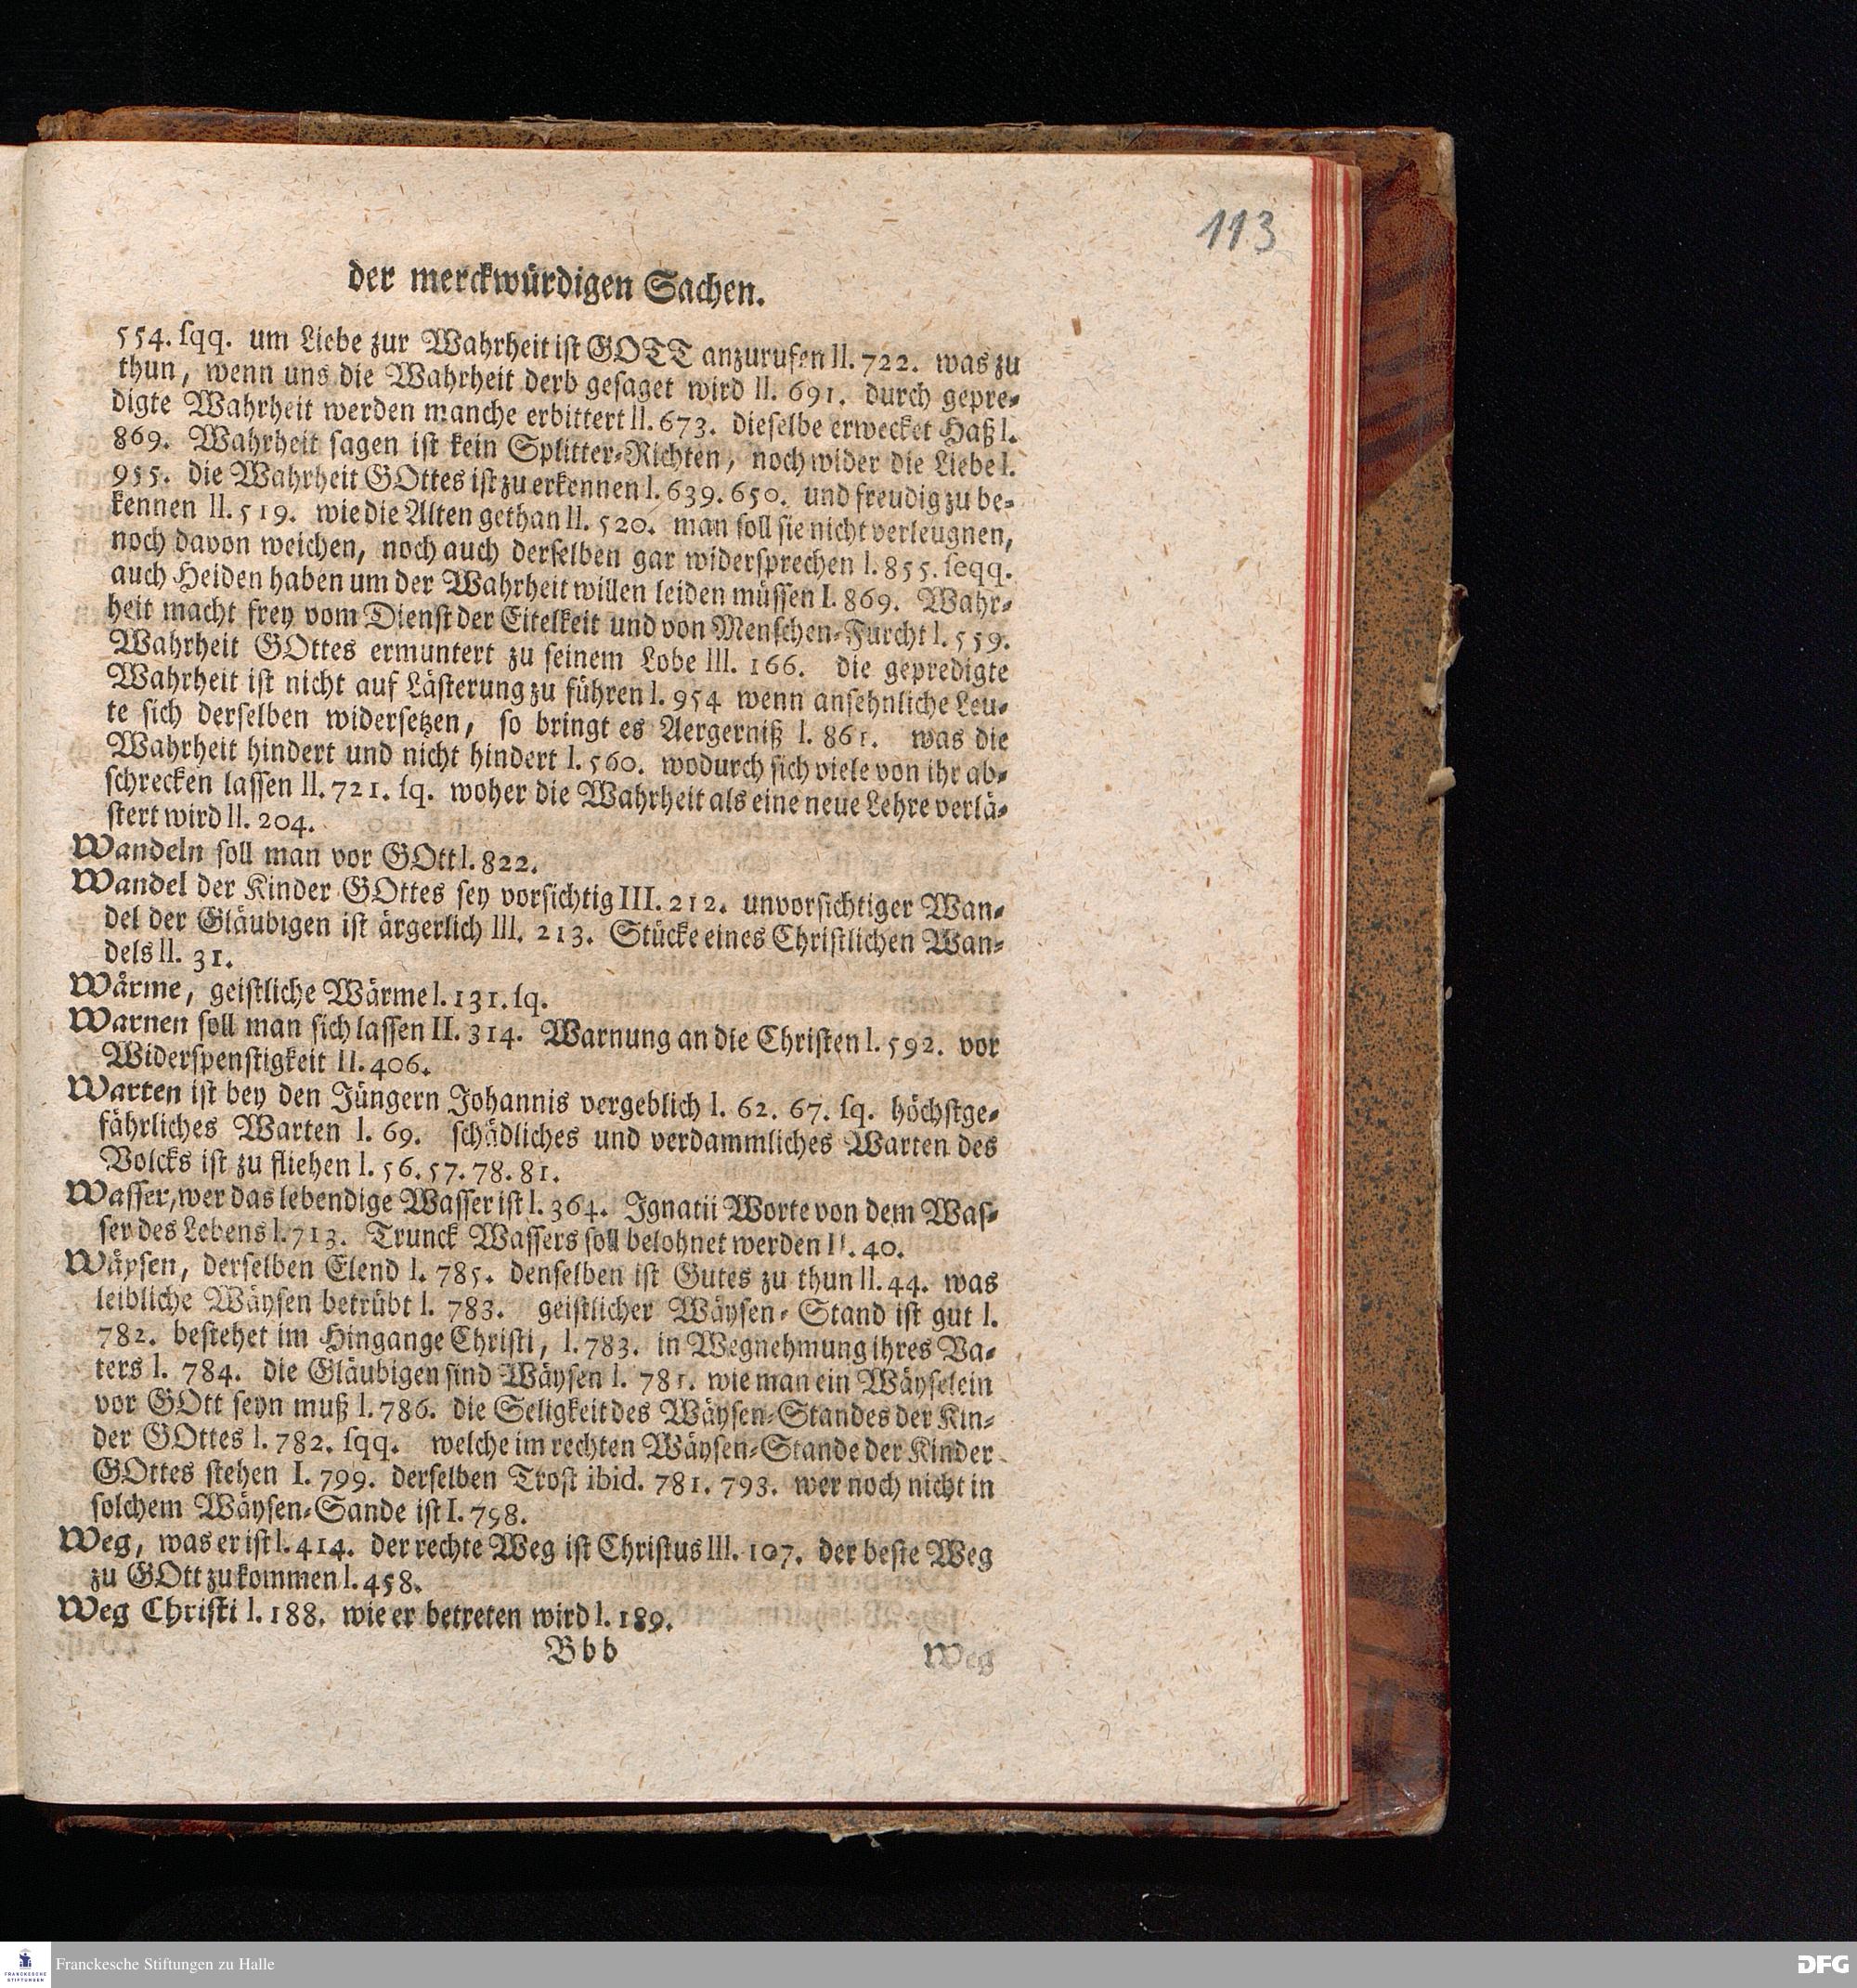 113
der merckwürdigen Sachen.
554. sqq. um Liebe zur Wahrheit ist GOTT anzurufen II. 722. was zu
thun, wenn uns die Wahrheit derb gesaget wird II. 691. durch gepre-
digte Wahrheit werden manche erbittert II. 673. dieselbe erwecket Haß I.
869. Wahrheit sagen ist kein Splitter-Richten, noch wider die Liebe I.
955. die Wahrheit GOttes ist zu erkennen I. 639. 650. und freudig zu be-
kennen II. 519. wie die Alten gethan II. 520. man soll sie nicht verleugnen,
noch davon weichen, noch auch derselben gar widersprechen I. 855. seqq.
auch Heiden haben um der Wahrheit willen leiden müssen I. 869. Wahr-
heit macht frey vom Dienst der Eitelkeit und von Menschen-Furcht I. 559.
Wahrheit GOttes ermuntert zu seinem Lobe III. 166. die gepredigte
Wahrheit ist nicht auf Lästerung zu führen I. 954 wenn ansehnliche Leu-
te sich derselben widersetzen, so bringt es Aergerniß I. 861. was die
Wahrheit hindert und nicht hindert I. 560. wodurch sich viele von ihr ab-
schrecken lassen II. 721. sq. woher die Wahrheit als eine neue Lehre verlä-
stert wird II. 204.
Wandeln soll man vor GOtt I. 822.
Wandel der Kinder GOttes sey vorsichtig III. 212. unvorsichtiger Wan-
del der Gläubigen ist ärgerlich III. 213. Stücke eines Christlichen Wan-
dels II. 31.
Wärme, geistliche Wärme I. 131. sq.
Warnen soll man sich lassen II. 314. Warnung an die Christen I. 592. vor
Widerspenstigkeit II. 406.
Warten ist bey den Jüngern Johannis vergeblich I. 62. 67. sq. höchstge-
fährliches Warten I. 69. schädliches und verdammliches Warten des
Volcks ist zu fliehen I. 56. 57. 78. 81.
Wasser, wer das lebendige Wasser ist I. 364. Ignatii Worte von dem Was-
ser des Lebens I. 713. Trunck Wassers soll belohnet werden II. 40.
Wäysen, derselben Elend I. 785. denselben ist Gutes zu thun II. 44. was
leibliche Wäysen betrübt I. 783. geistlicher Wäysen-Stand ist gut I.
782. bestehet im Hingange Christi, I. 783. in Wegnehmung ihres Va-
ters I. 784. die Gläubigen sind Wäysen I. 781. wie man ein Wäyselein
vor GOtt seyn muß I. 786. die Seligkeit des Wäysen-Standes der Kin-
der GOttes I. 782. sqq. welche im rechten Wäysen-Stande der Kinder
GOttes stehen I. 799. derselben Trost ibid. 781. 793. wer noch nicht in
solchem Wäysen-Sande ist I. 798.
Weg, was er ist I. 414. der rechte Weg ist Christus III. 107. der beste Weg
zu GOtt zu kommen I. 458.
Weg Christi I. 188. wie er betreten wird I. 189.
Bbb
Weg
FRANCKESCHE STIFTUNGEN
Franckesche Stiftungen zu Halle
DFG